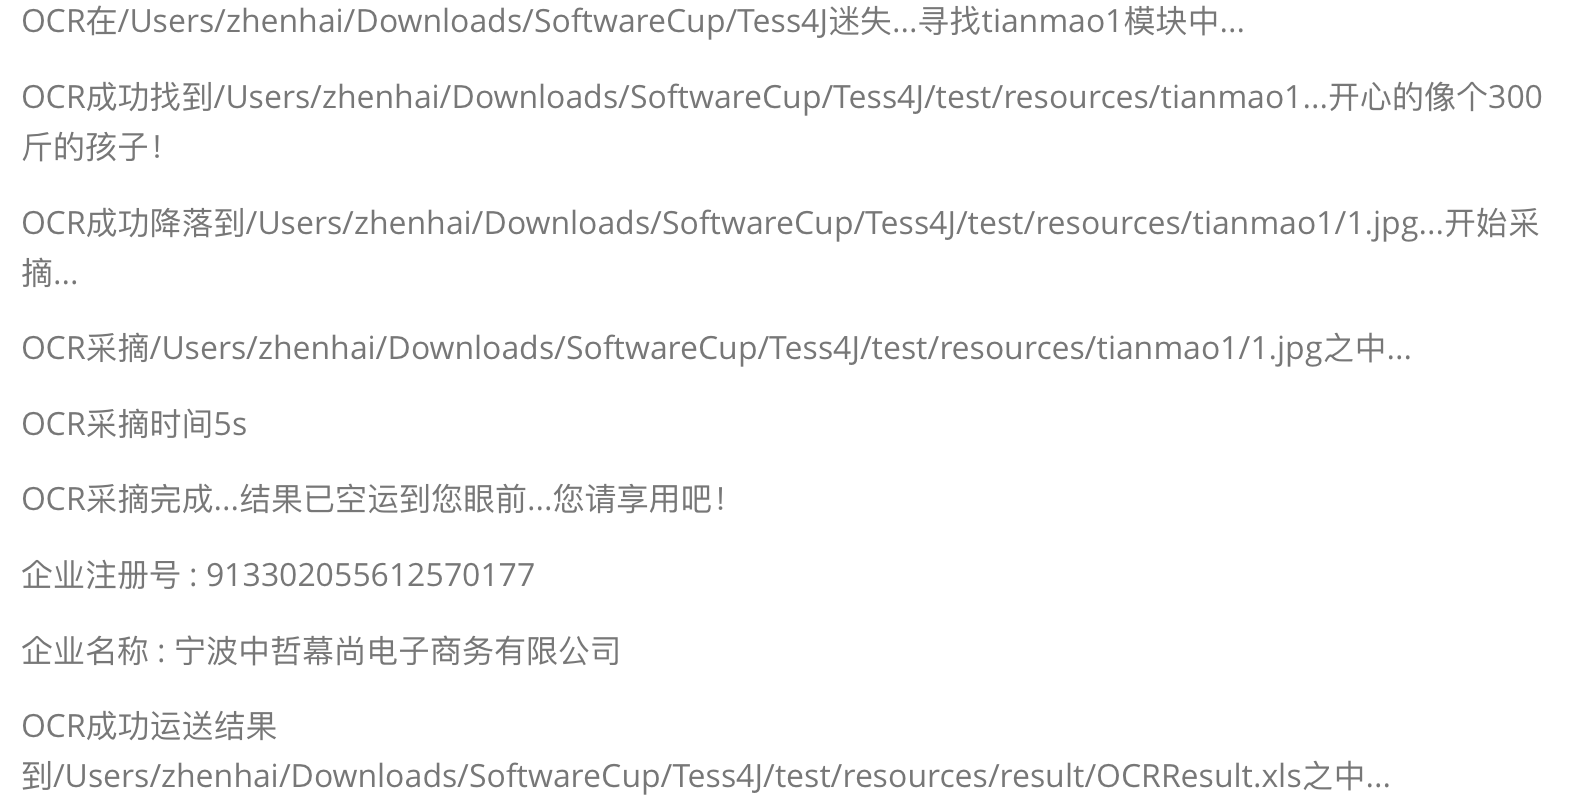 OCR在/Users/zhenhai/Downloads/SoftwareCup/Tess4J迷失...寻找tianmao1模块中...
OCR成功找到/Users/zhenhai/Downloads/SoftwareCup/Tess4J/test/resources/tianmao1...开心的像个300
斤的孩子!
OCR成功降落到/Users/zhenhai/Downloads/SoftwareCup/Tess4J/test/resources/tianmao1/1.jpg...开始采
摘...
OCR采摘/Users/zhenhai/Downloads/SoftwareCup/Tess4J/test/resources/tianmao1/1.jpg之中...
OCR采摘时间5s
OCR采摘完成...结果已空运到您眼前...您请享用吧!
企业注册号 : 913302055612570177
企业名称 : 宁波中哲幕尚电子商务有限公司
OCR成功运送结果
到/Users/zhenhai/Downloads/SoftwareCup/Tess4J/test/resources/result/OCRResult.xls之中...